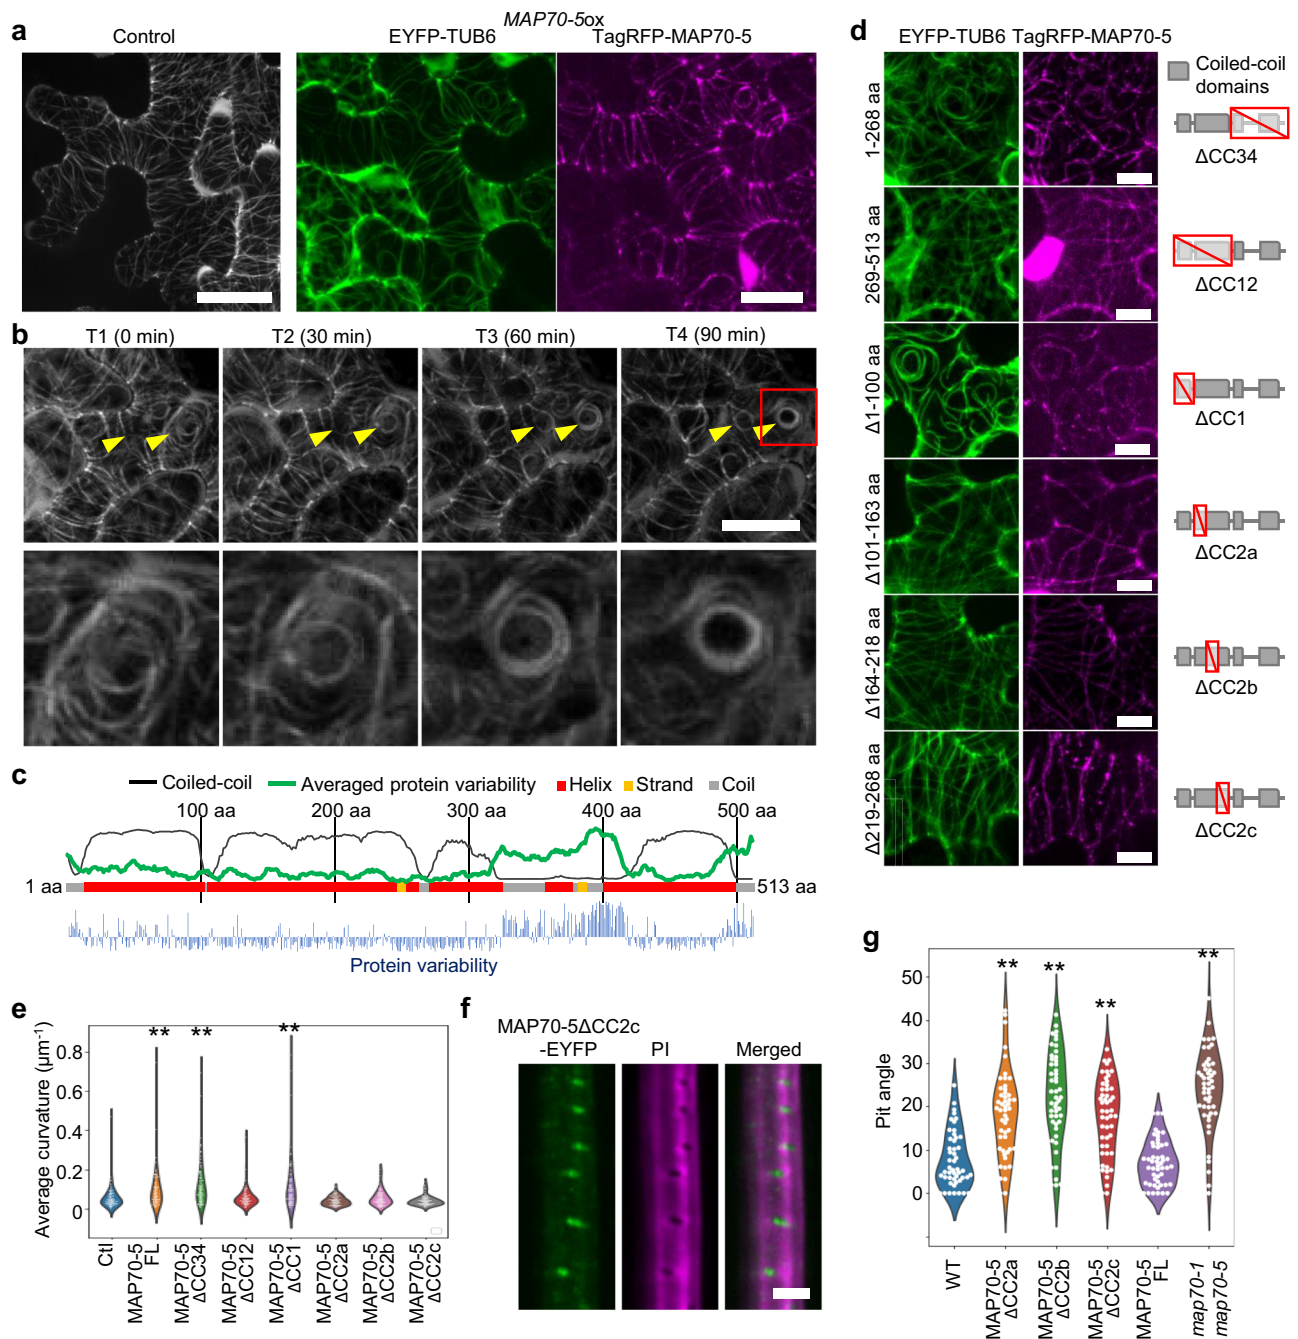 a
Control
MAP70-5ox
EYFP-TUB6
TagRFP-MAP70-5
b
T1 (0 min)
T2 (30 min)
T3 (60 min)
T4 (90 min)
c
Coiled-coil
Averaged protein variability
Helix
Strand
Coil
100 aa
200 aa
300 aa
400 aa
500 aa
1 aa
513 aa
Protein variability
d
EYFP-TUB6
TagRFP-MAP70-5
Coiled-coil
domains
1-268 aa
ΔCC34
269-513 aa
ΔCC12
Δ1-100 aa
ΔCC1
Δ101-163 aa
ΔCC2a
Δ164-218 aa
ΔCC2b
Δ219-268 aa
ΔCC2c
e
Average curvature (µm⁻¹)
0.8
0.6
0.4
0.2
0
**
**
**
Ctl
MAP70-5
FL
MAP70-5
ΔCC34
MAP70-5
ΔCC12
MAP70-5
ΔCC1
MAP70-5
ΔCC2a
MAP70-5
ΔCC2b
MAP70-5
ΔCC2c
f
MAP70-5ΔCC2c
-EYFP
PI
Merged
g
Pit angle
50
40
30
20
10
0
**
**
**
**
WT
MAP70-5
ΔCC2a
MAP70-5
ΔCC2b
MAP70-5
ΔCC2c
MAP70-5
FL
map70-1
map70-5